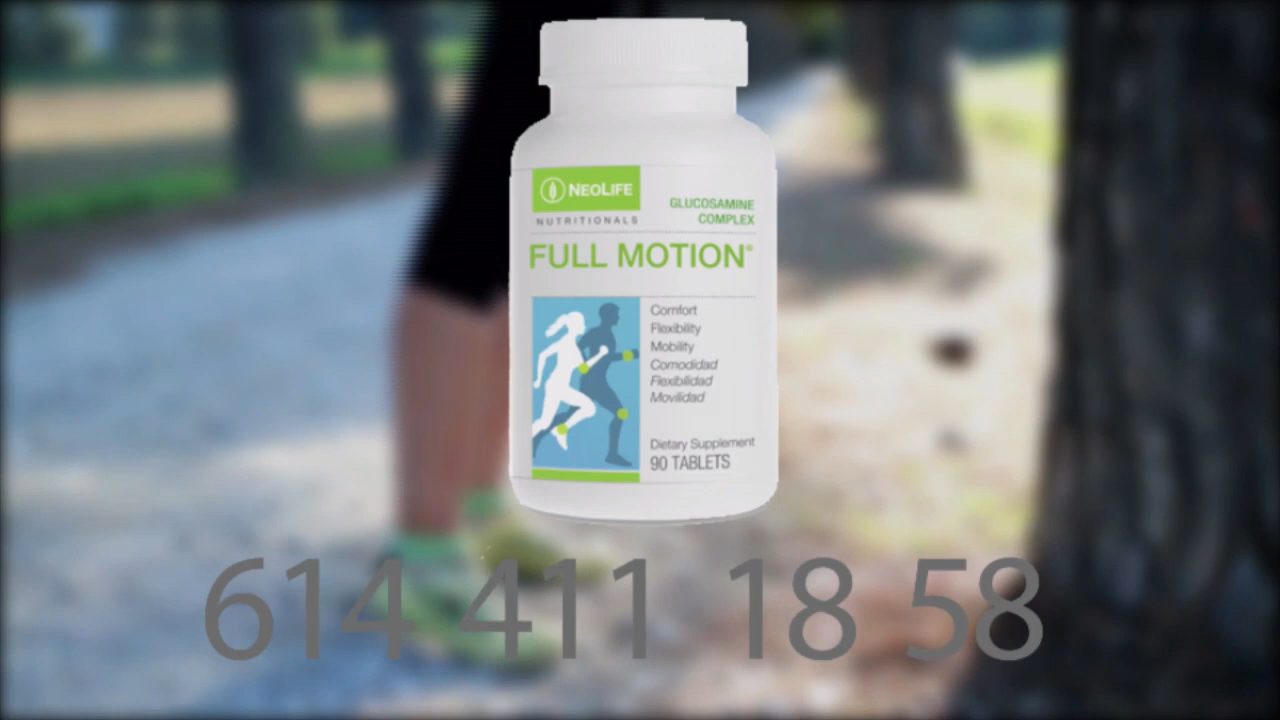 NEOLIFE
NUTRITIONALS
GLUCOSAMINE
COMPLEX
FULL MOTION®
Comfort
Flexibility
Mobility
Comodidad
Flexibilidad
Movilidad
Dietary Supplement
90 TABLETS
614 411 18 58